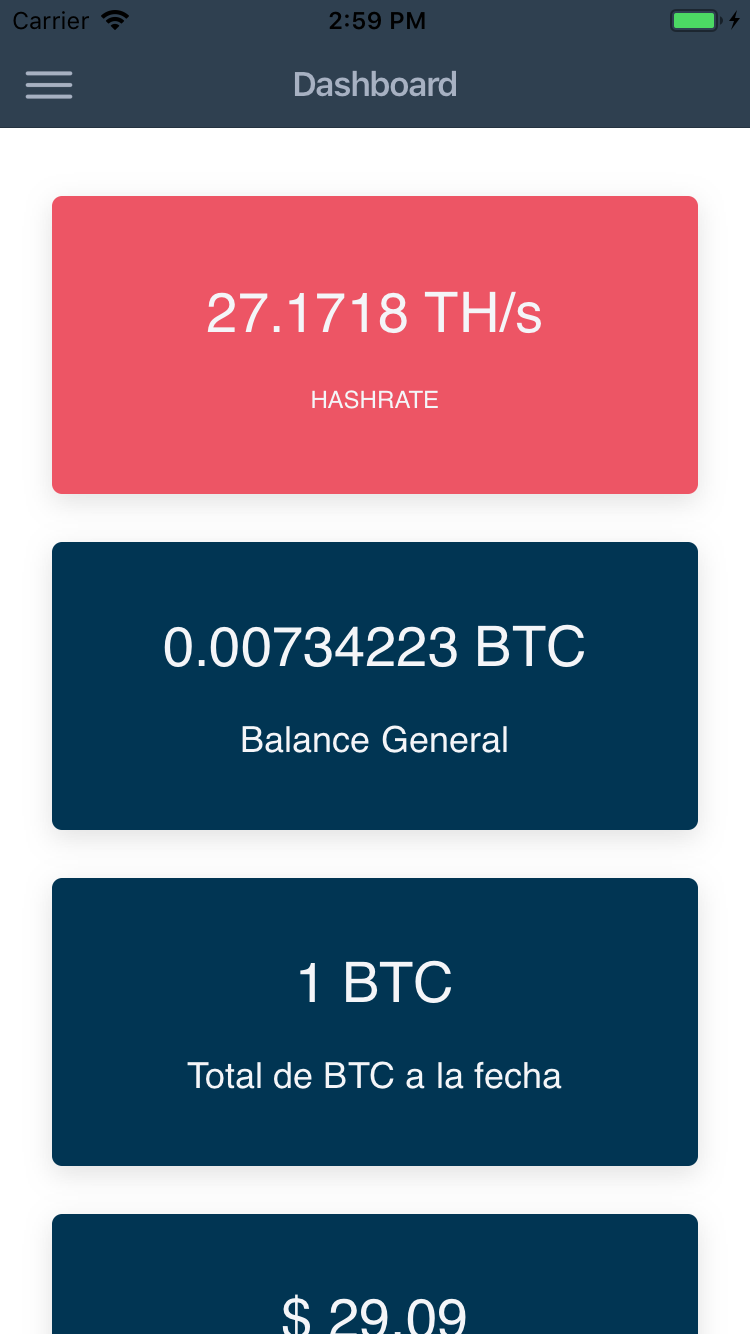 Carrier 2:59 PM
Dashboard
27.1718 TH/s
HASHRATE
0.00734223 BTC
Balance General
1 BTC
Total de BTC a la fecha
$ 29.09